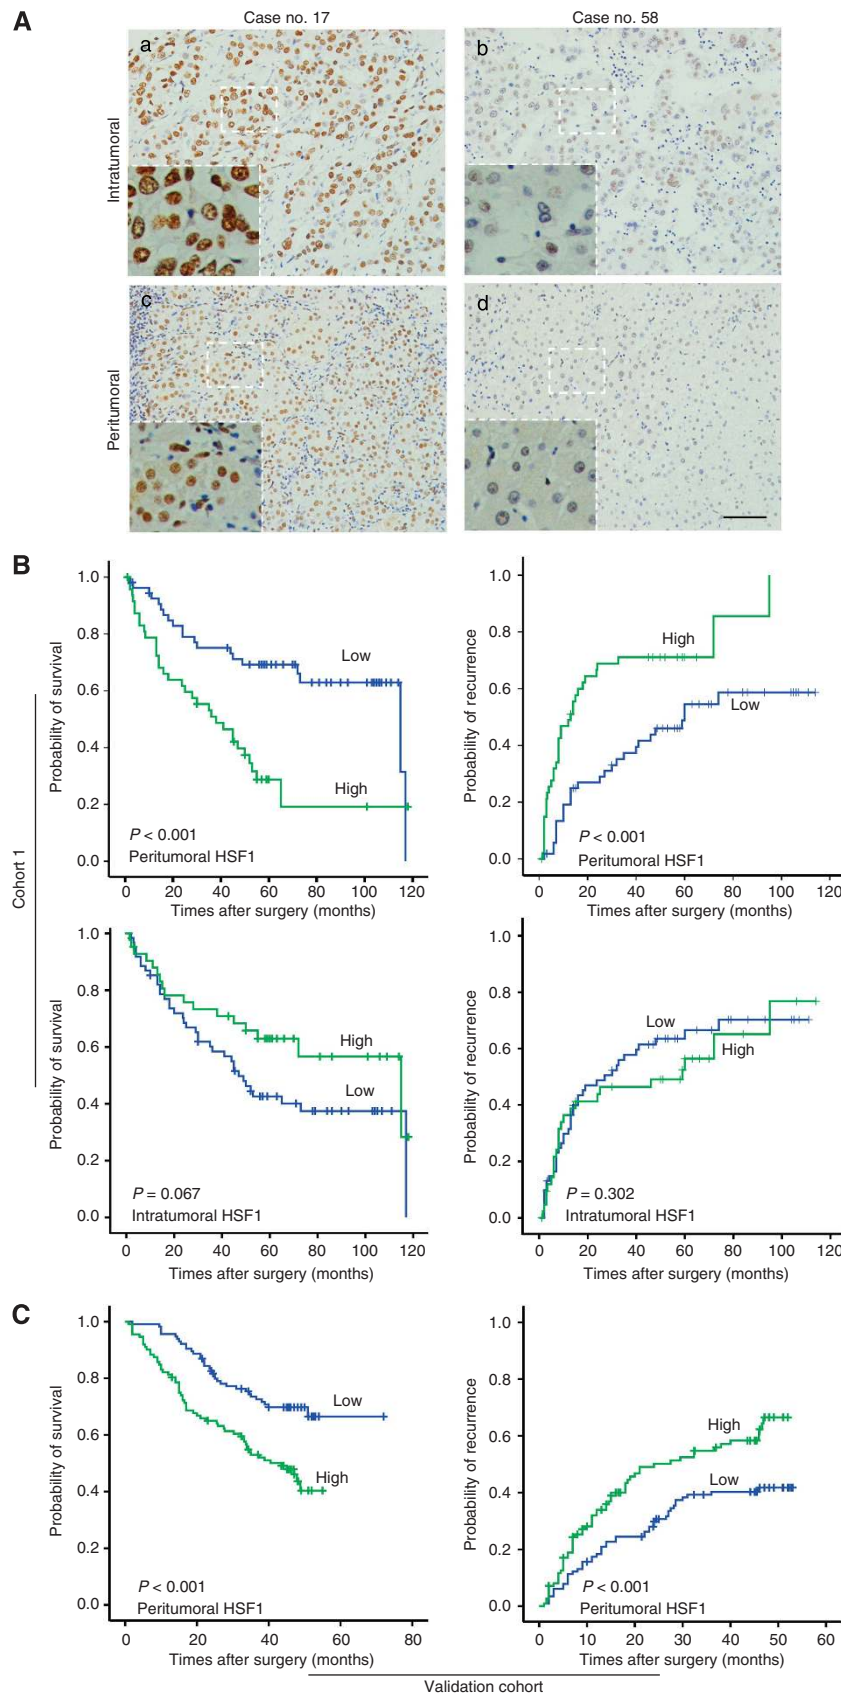 A
Case no. 17
Case no. 58
Intratumoral
a
b
Peritumoral
c
d
B
Cohort 1
Probability of survival
1.0
0.8
0.6
0.4
0.2
0.0
Low
High
P < 0.001
Peritumoral HSF1
0 20 40 60 80 100 120
Times after surgery (months)
Probability of recurrence
1.0
0.8
0.6
0.4
0.2
0.0
High
Low
P < 0.001
Peritumoral HSF1
0 20 40 60 80 100 120
Times after surgery (months)
Probability of survival
1.0
0.8
0.6
0.4
0.2
0.0
High
Low
P = 0.067
Intratumoral HSF1
0 20 40 60 80 100 120
Times after surgery (months)
Probability of recurrence
1.0
0.8
0.6
0.4
0.2
0.0
Low
High
P = 0.302
Intratumoral HSF1
0 20 40 60 80 100 120
Times after surgery (months)
C
Probability of survival
1.0
0.8
0.6
0.4
0.2
0.0
Low
High
P < 0.001
Peritumoral HSF1
0 20 40 60 80
Times after surgery (months)
Probability of recurrence
1.0
0.8
0.6
0.4
0.2
0.0
High
Low
P < 0.001
Peritumoral HSF1
0 10 20 30 40 50 60
Times after surgery (months)
Validation cohort